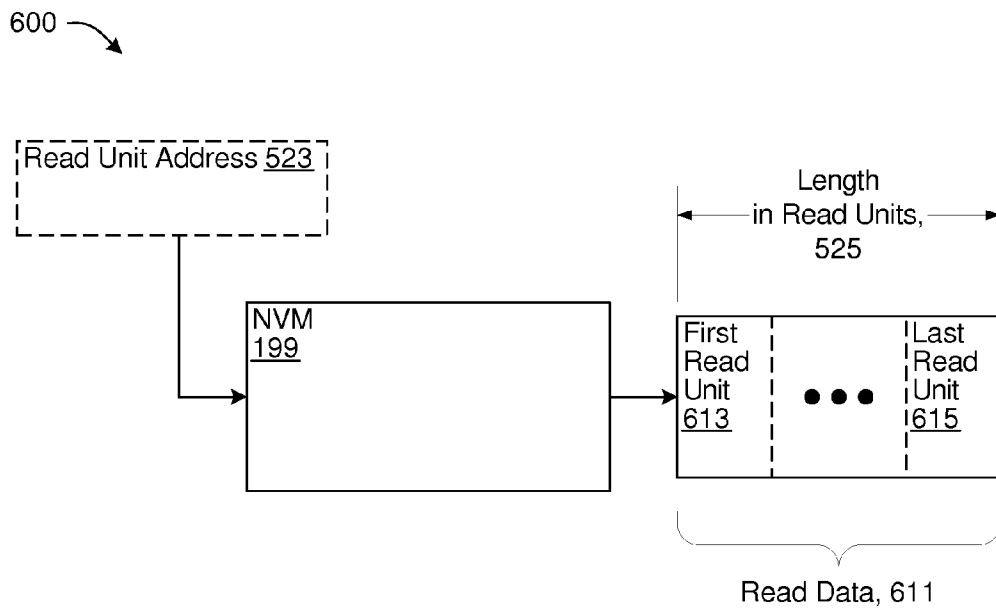 600
Read Unit Address 523
Length
in Read Units,
525
NVM
199
First
Read
Unit
613
Last
Read
Unit
615
Read Data, 611